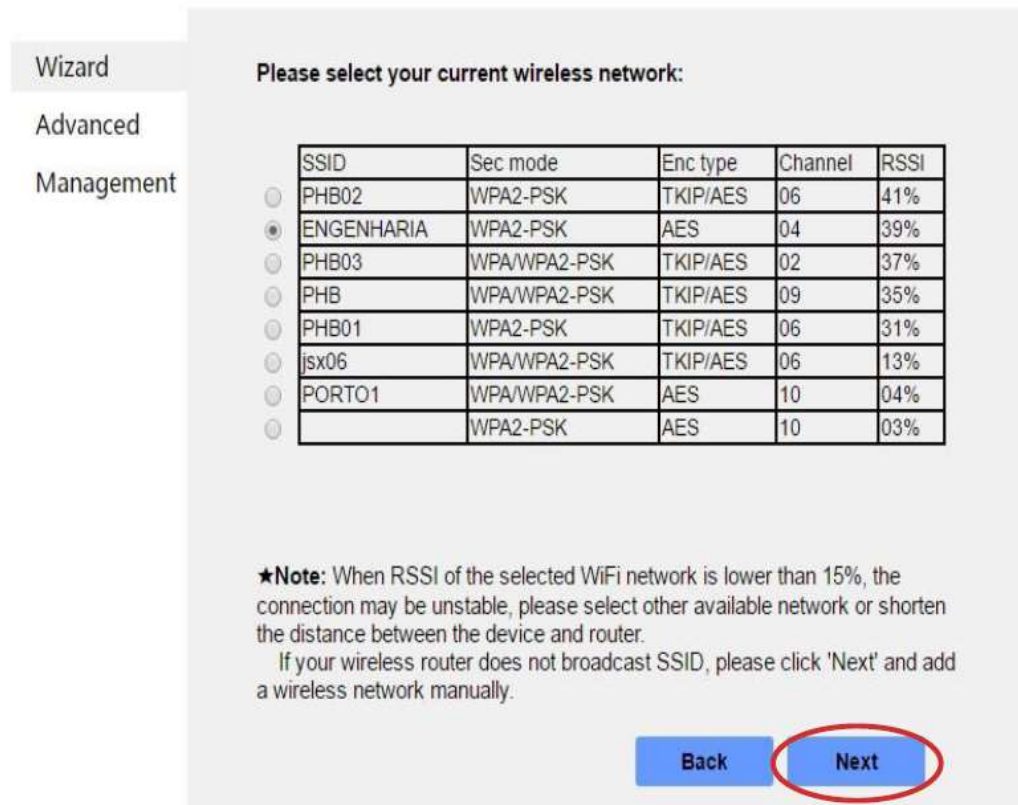 Wizard
Advanced
Management
Please select your current wireless network:
SSID Sec mode Enc type Channel RSSI
PHB02 WPA2-PSK TKIP/AES 06 41%
ENGENHARIA WPA2-PSK AES 04 39%
PHB03 WPA/WPA2-PSK TKIP/AES 02 37%
PHB WPA/WPA2-PSK TKIP/AES 09 35%
PHB01 WPA2-PSK TKIP/AES 06 31%
jsx06 WPA/WPA2-PSK TKIP/AES 06 13%
PORTO1 WPA/WPA2-PSK AES 10 04%
WPA2-PSK AES 10 03%
★Note: When RSSI of the selected WiFi network is lower than 15%, the
connection may be unstable, please select other available network or shorten
the distance between the device and router.
If your wireless router does not broadcast SSID, please click 'Next' and add
a wireless network manually.
Back Next